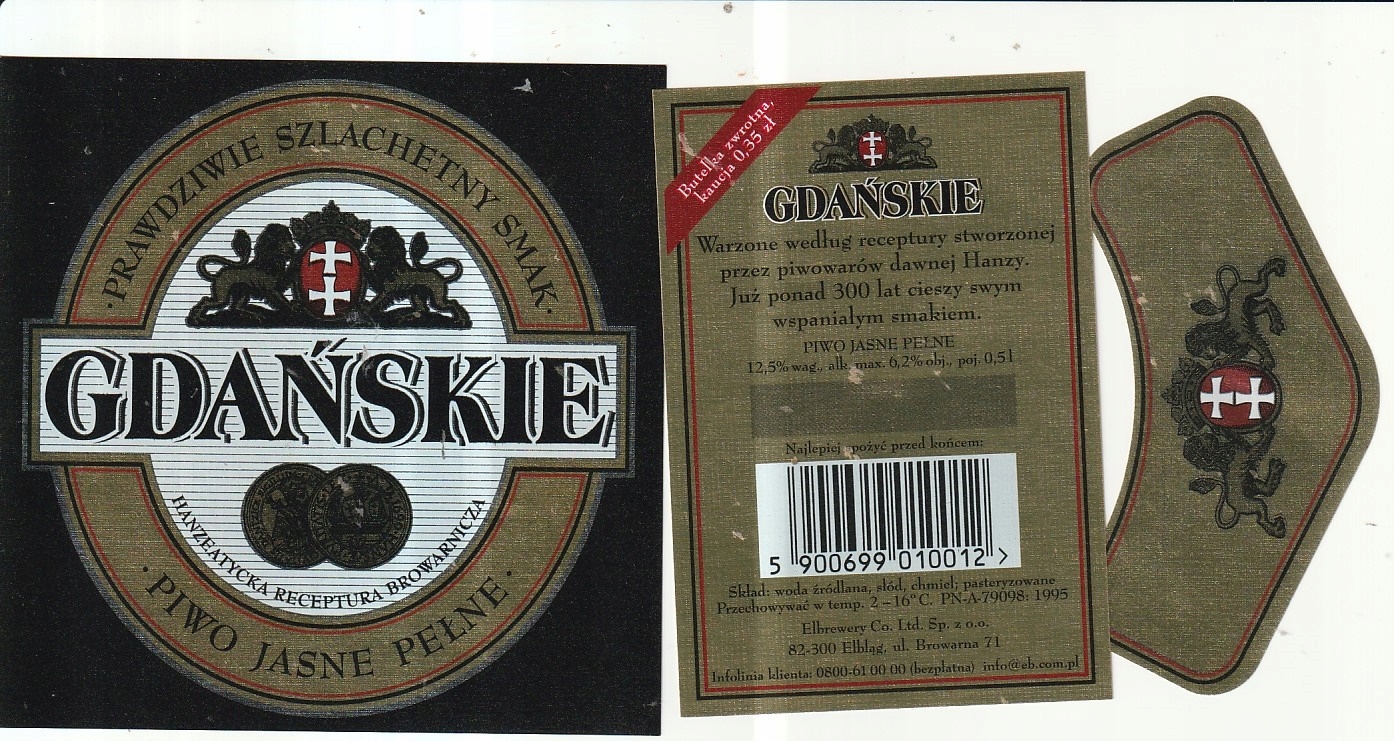 ·PRAWDZIWIE SZLACHETNY SMAK·
GDAŃSKIE
HANZEATYCKA RECEPTURA BROWARNICZA
·PIWO JASNE PEŁNE·
Butelka zwrotna,
kaucja 0,35 zł
GDAŃSKIE
Warzone według receptury stworzonej
przez piwowarów dawnej Hanzy.
Już ponad 300 lat cieszy swym
wspaniałym smakiem.
PIWO JASNE PEŁNE
12,5% wag., alk. max. 6,2% obj., poj. 0,5 l
Najlepiej spożyć przed końcem:
5 900699 010012 >
Skład: woda źródlana, słód, chmiel; pasteryzowane
Przechowywać w temp. 2 – 16° C. PN-A-79098: 1995
Elbrewery Co. Ltd. Sp. z o.o.
82-300 Elbląg, ul. Browarna 71
Infolinia klienta: 0800-61 00 00 (bezpłatna) info@eb.com.pl